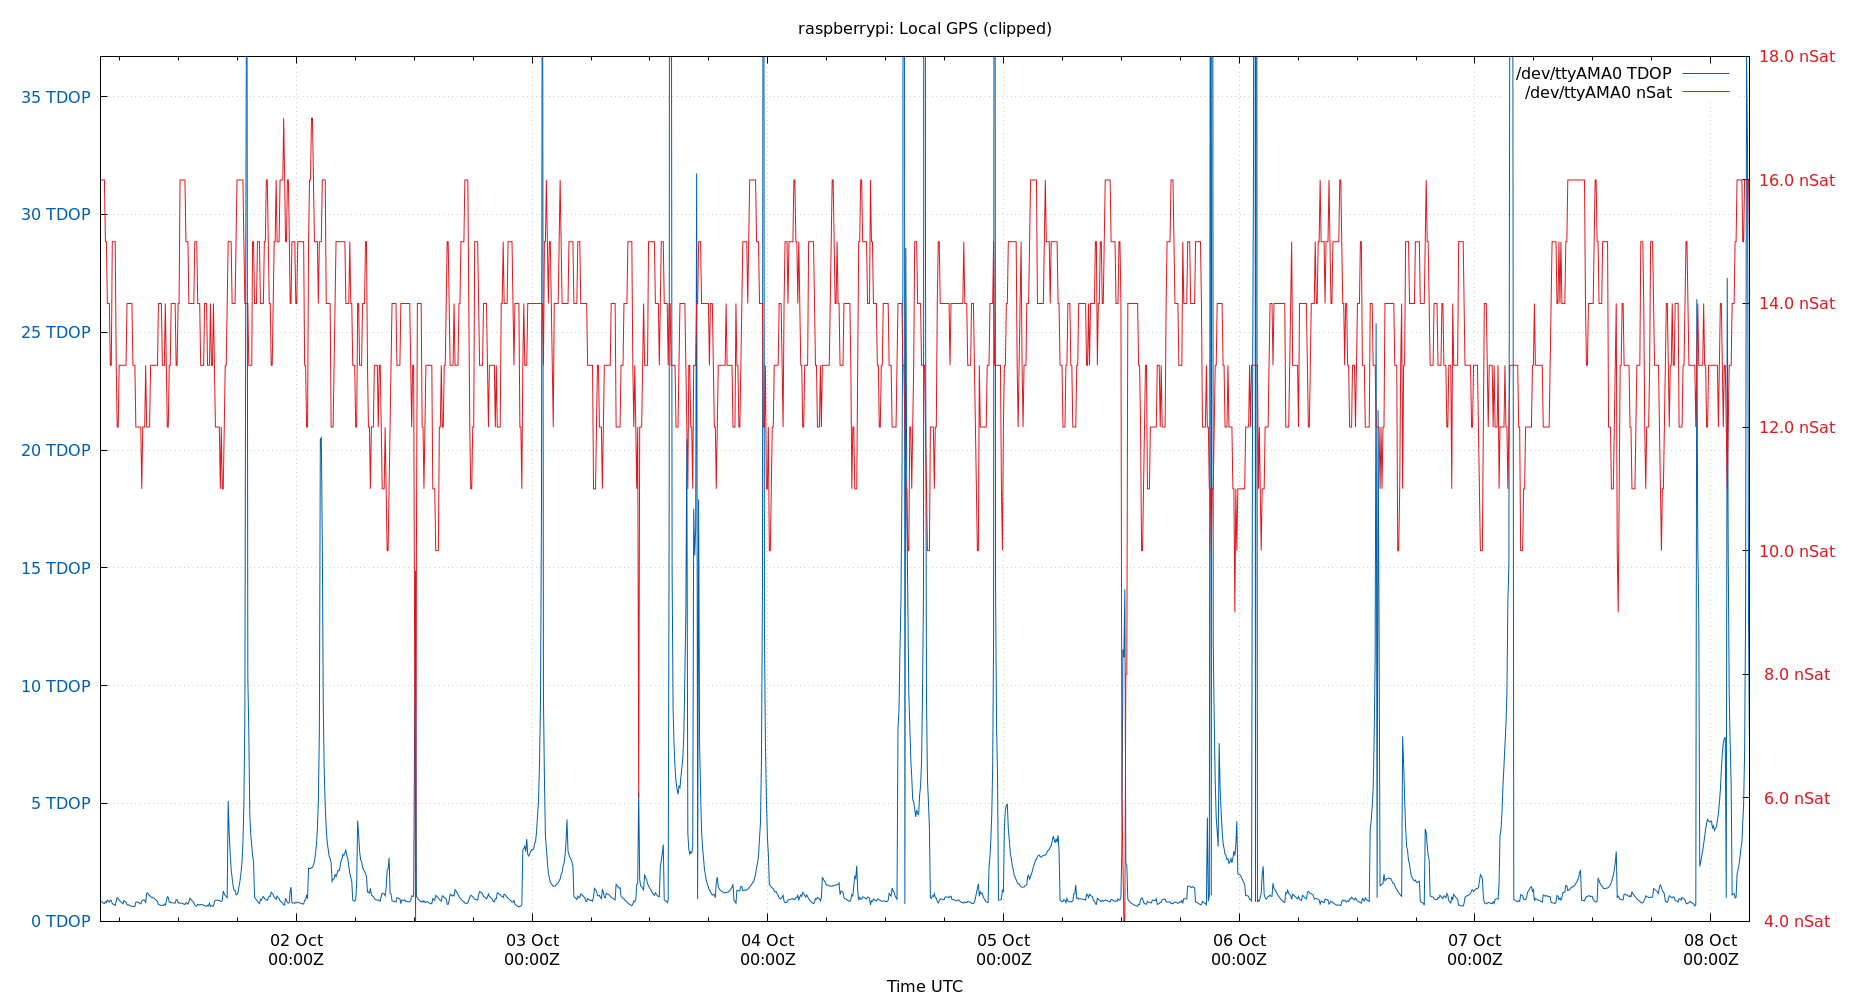 raspberrypi: Local GPS (clipped)
/dev/ttyAMA0 TDOP
/dev/ttyAMA0 nSat
35 TDOP
30 TDOP
25 TDOP
20 TDOP
15 TDOP
10 TDOP
5 TDOP
0 TDOP
18.0 nSat
16.0 nSat
14.0 nSat
12.0 nSat
10.0 nSat
8.0 nSat
6.0 nSat
4.0 nSat
02 Oct
00:00Z
03 Oct
00:00Z
04 Oct
00:00Z
05 Oct
00:00Z
06 Oct
00:00Z
07 Oct
00:00Z
08 Oct
00:00Z
Time UTC